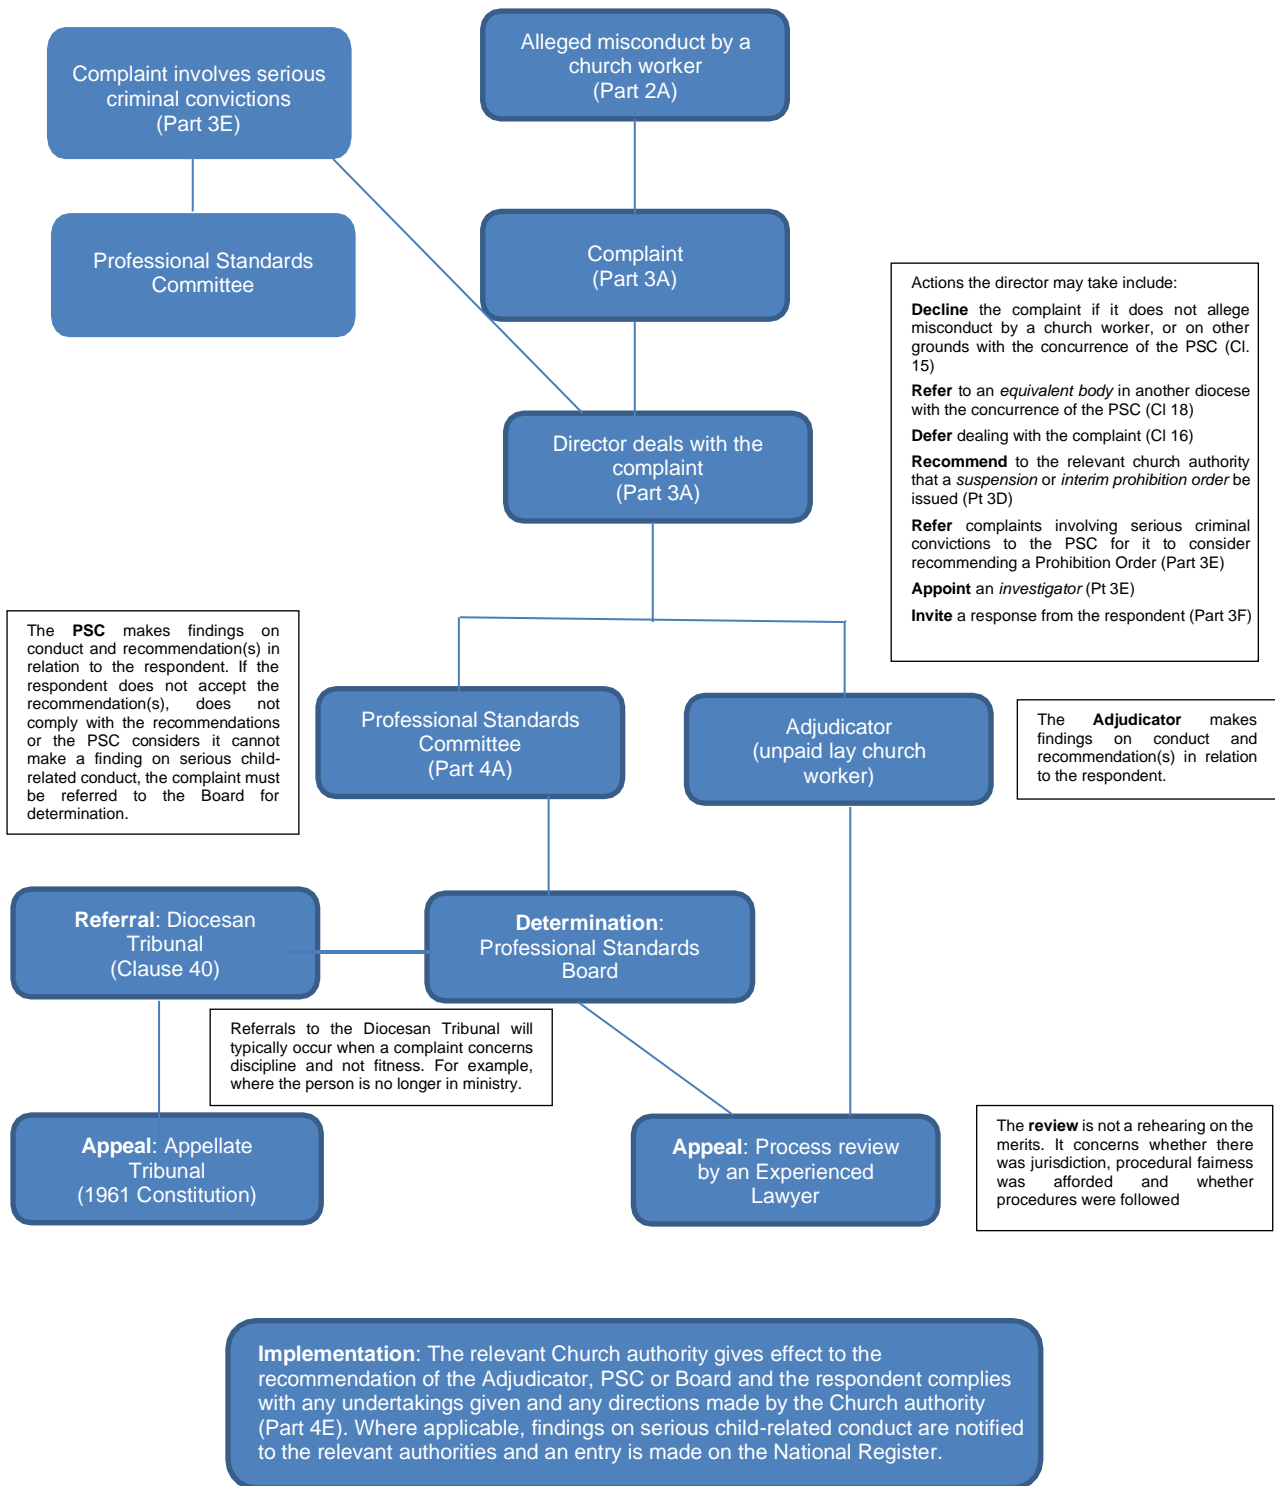 Alleged misconduct by a
church worker
(Part 2A)
Complaint involves serious
criminal convictions
(Part 3E)
Professional Standards
Committee
Complaint
(Part 3A)
Actions the director may take include:
Decline the complaint if it does not allege
misconduct by a church worker, or on other
grounds with the concurrence of the PSC (Cl.
15)
Refer to an equivalent body in another diocese
with the concurrence of the PSC (Cl 18)
Defer dealing with the complaint (Cl 16)
Recommend to the relevant church authority
that a suspension or interim prohibition order be
issued (Pt 3D)
Refer complaints involving serious criminal
convictions to the PSC for it to consider
recommending a Prohibition Order (Part 3E)
Appoint an investigator (Pt 3E)
Invite a response from the respondent (Part 3F)
Director deals with the
complaint
(Part 3A)
The PSC makes findings on
conduct and recommendation(s) in
relation to the respondent. If the
respondent does not accept the
recommendation(s), does not
comply with the recommendations
or the PSC considers it cannot
make a finding on serious child-
related conduct, the complaint must
be referred to the Board for
determination.
Professional Standards
Committee
(Part 4A)
Adjudicator
(unpaid lay church
worker)
The Adjudicator makes
findings on conduct and
recommendation(s) in relation
to the respondent.
Referral: Diocesan
Tribunal
(Clause 40)
Determination:
Professional Standards
Board
Referrals to the Diocesan Tribunal will
typically occur when a complaint concerns
discipline and not fitness. For example,
where the person is no longer in ministry.
Appeal: Appellate
Tribunal
(1961 Constitution)
Appeal: Process review
by an Experienced
Lawyer
The review is not a rehearing on the
merits. It concerns whether there
was jurisdiction, procedural fairness
was afforded and whether
procedures were followed
Implementation: The relevant Church authority gives effect to the
recommendation of the Adjudicator, PSC or Board and the respondent complies
with any undertakings given and any directions made by the Church authority
(Part 4E). Where applicable, findings on serious child-related conduct are notified
to the relevant authorities and an entry is made on the National Register.